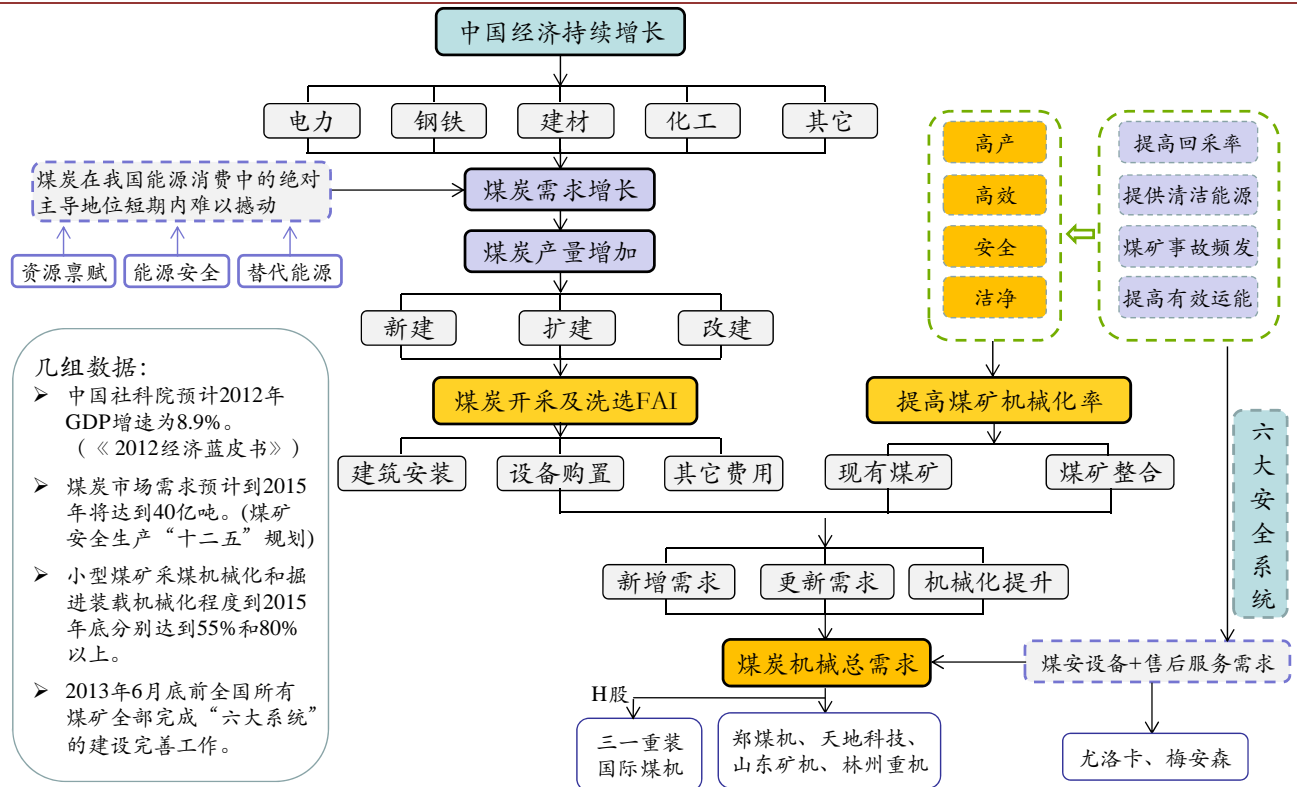 中国经济持续增长
电力
钢铁
建材
化工
其它
煤炭在我国能源消费中的绝对
主导地位短期内难以撼动
资源禀赋
能源安全
替代能源
煤炭需求增长
煤炭产量增加
新建
扩建
改建
煤炭开采及洗选FAI
建筑安装
设备购置
其它费用
高产
高效
安全
洁净
提高回采率
提供清洁能源
煤矿事故频发
提高有效运能
提高煤矿机械化率
现有煤矿
煤矿整合
六大安全系统
新增需求
更新需求
机械化提升
煤炭机械总需求
煤安设备+售后服务需求
H股
三一重装
国际煤机
郑煤机、天地科技、
山东矿机、林州重机
尤洛卡、梅安森
几组数据：
➢ 中国社科院预计2012年
GDP增速为8.9%。
（《 2012经济蓝皮书》）
➢ 煤炭市场需求预计到2015
年将达到40亿吨。(煤矿
安全生产“十二五”规划)
➢ 小型煤矿采煤机械化和掘
进装载机械化程度到2015
年底分别达到55%和80%
以上。
➢ 2013年6月底前全国所有
煤矿全部完成“六大系统”
的建设完善工作。